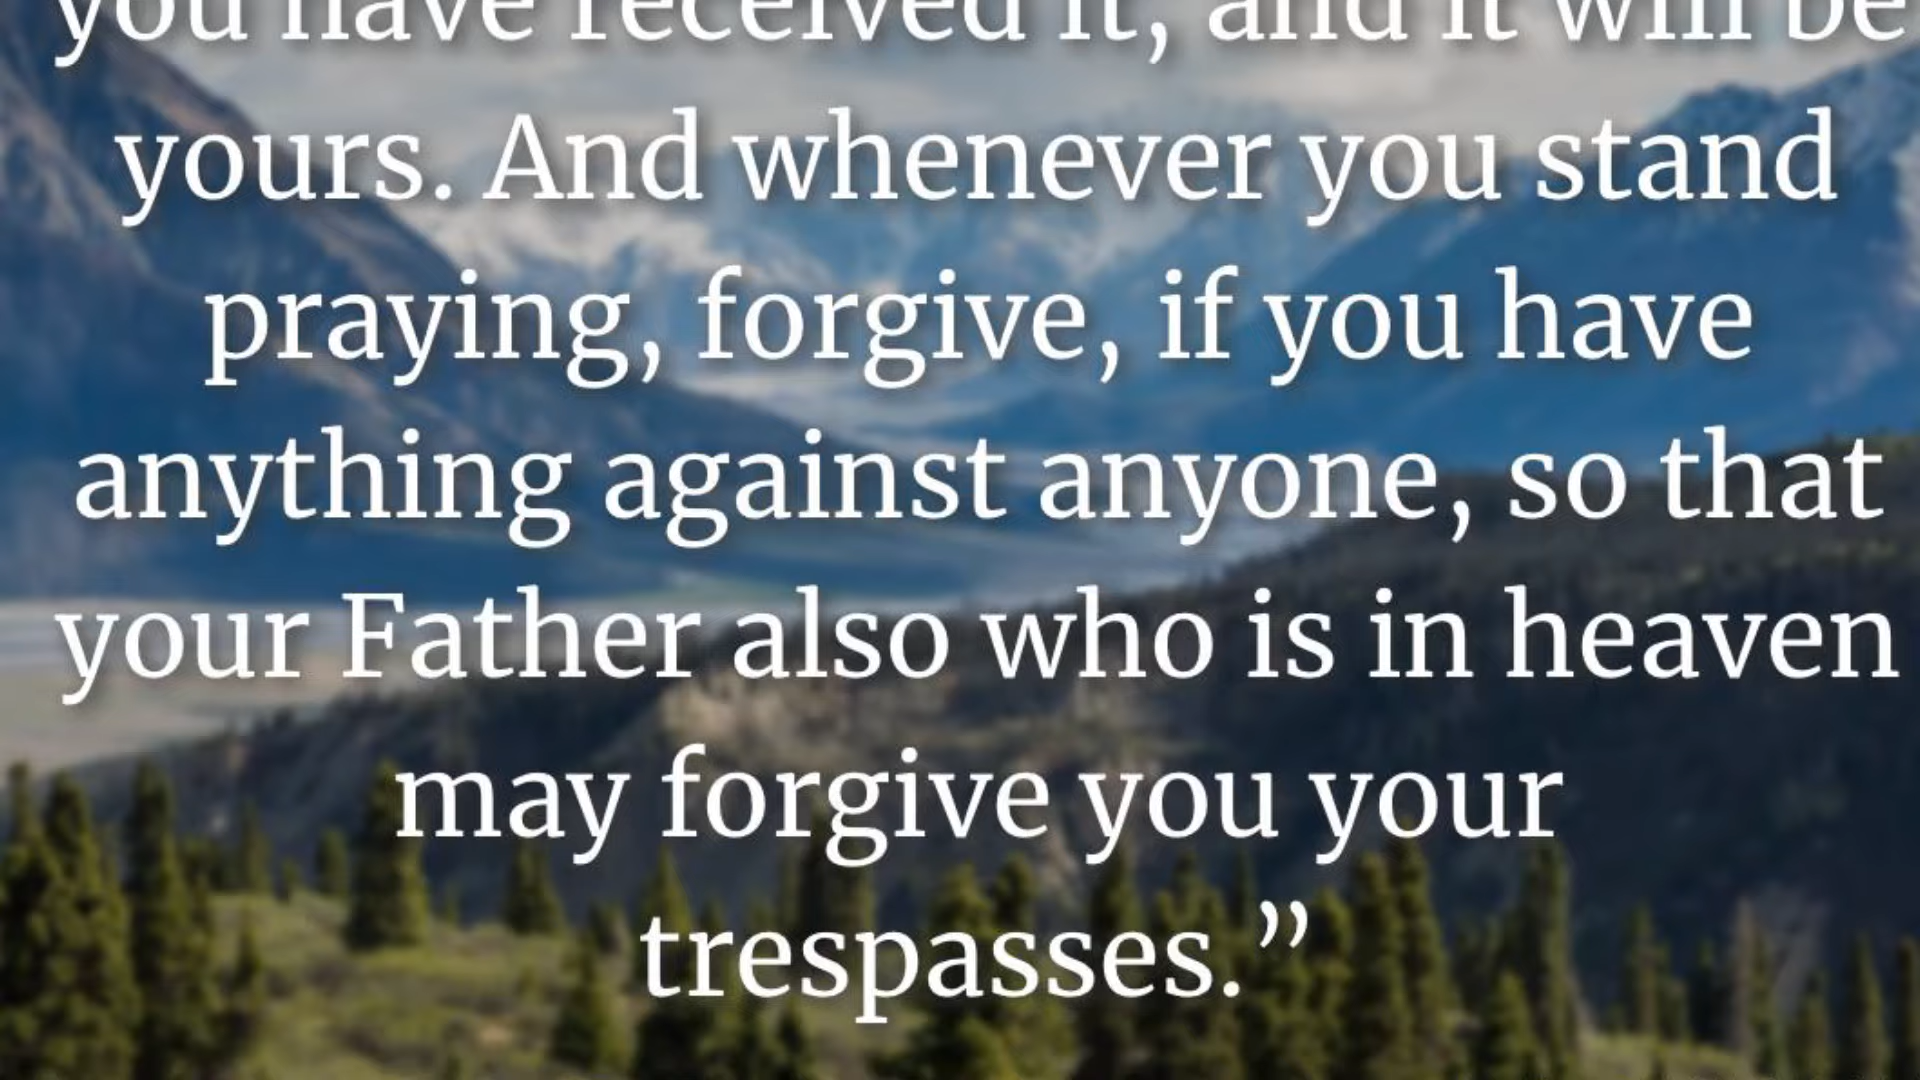 you have received it, and it will be
yours. And whenever you stand
praying, forgive, if you have
anything against anyone, so that
your Father also who is in heaven
may forgive you your
trespasses.”